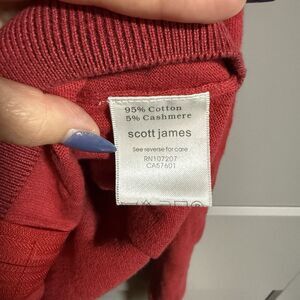 95% Cotton
5% Cashmere
scott james
See reverse for care
RN107207
CA57601